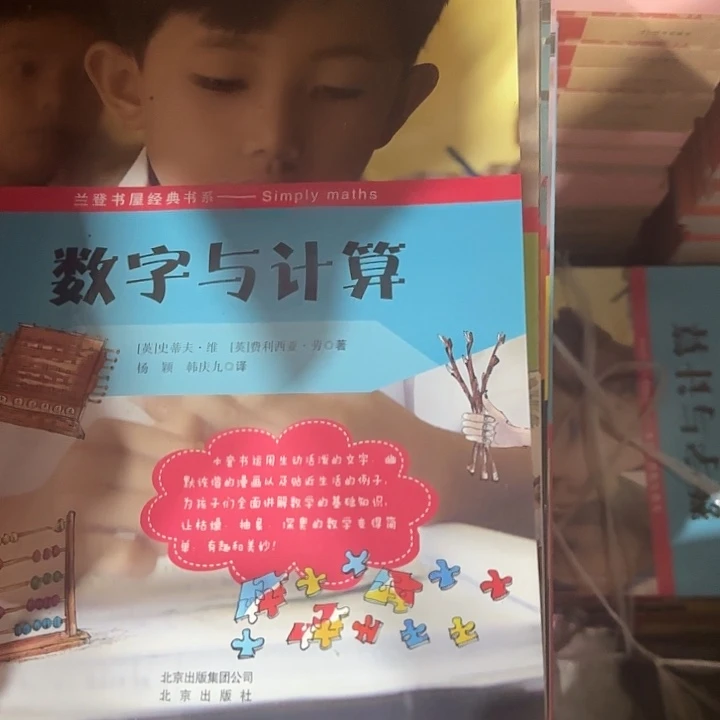 兰登书屋经典书系——Simply maths
数字与计算
[英]史蒂夫·维 [英]费利西亚·劳◎著
杨 颖 韩庆九◎译
本套书运用生动活泼的文字、幽
默诙谐的漫画以及贴近生活的例子,
为孩子们全面讲解数学的基础知识,
让枯燥、抽象、深奥的数学变得简
单、有趣和美妙!
北京出版集团公司
北京出版社
数字与计算